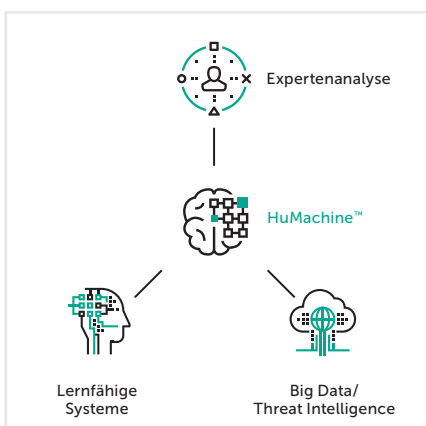 Expertenanalyse
HuMachine™
Lernfähige
Systeme
Big Data/
Threat Intelligence